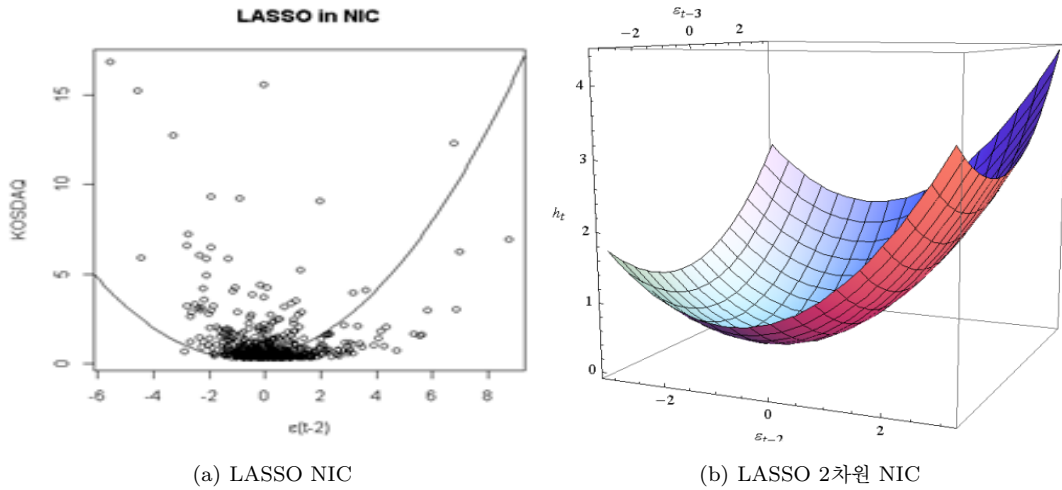 LASSO in NIC
KOSDAQ
0
5
10
15
-6
-4
-2
0
2
4
6
8
e(t-2)
(a) LASSO NIC
ε_{t-3}
-2
0
2
h_t
4
3
2
1
0
-2
0
2
ε_{t-2}
(b) LASSO 2차원 NIC